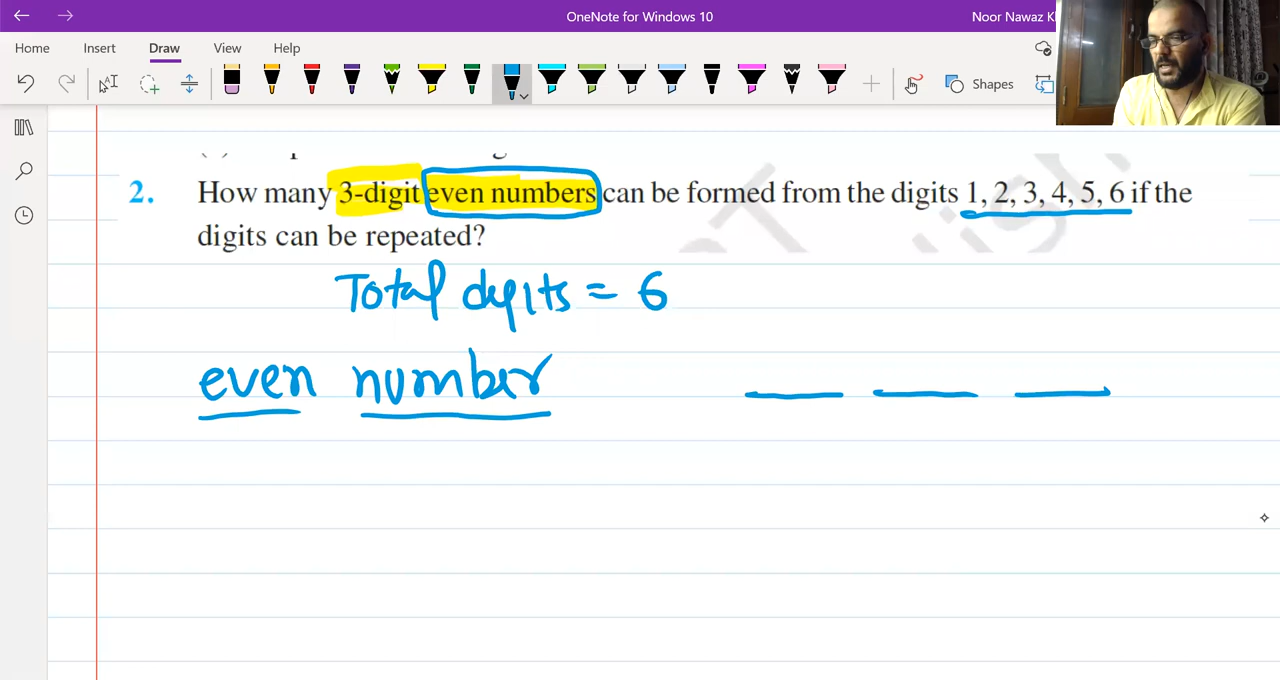 OneNote for Windows 10
Noor Nawaz Kh
Home Insert Draw View Help
Shapes
2. How many 3-digit even numbers can be formed from the digits 1, 2, 3, 4, 5, 6 if the
digits can be repeated?
Total digits = 6
even number